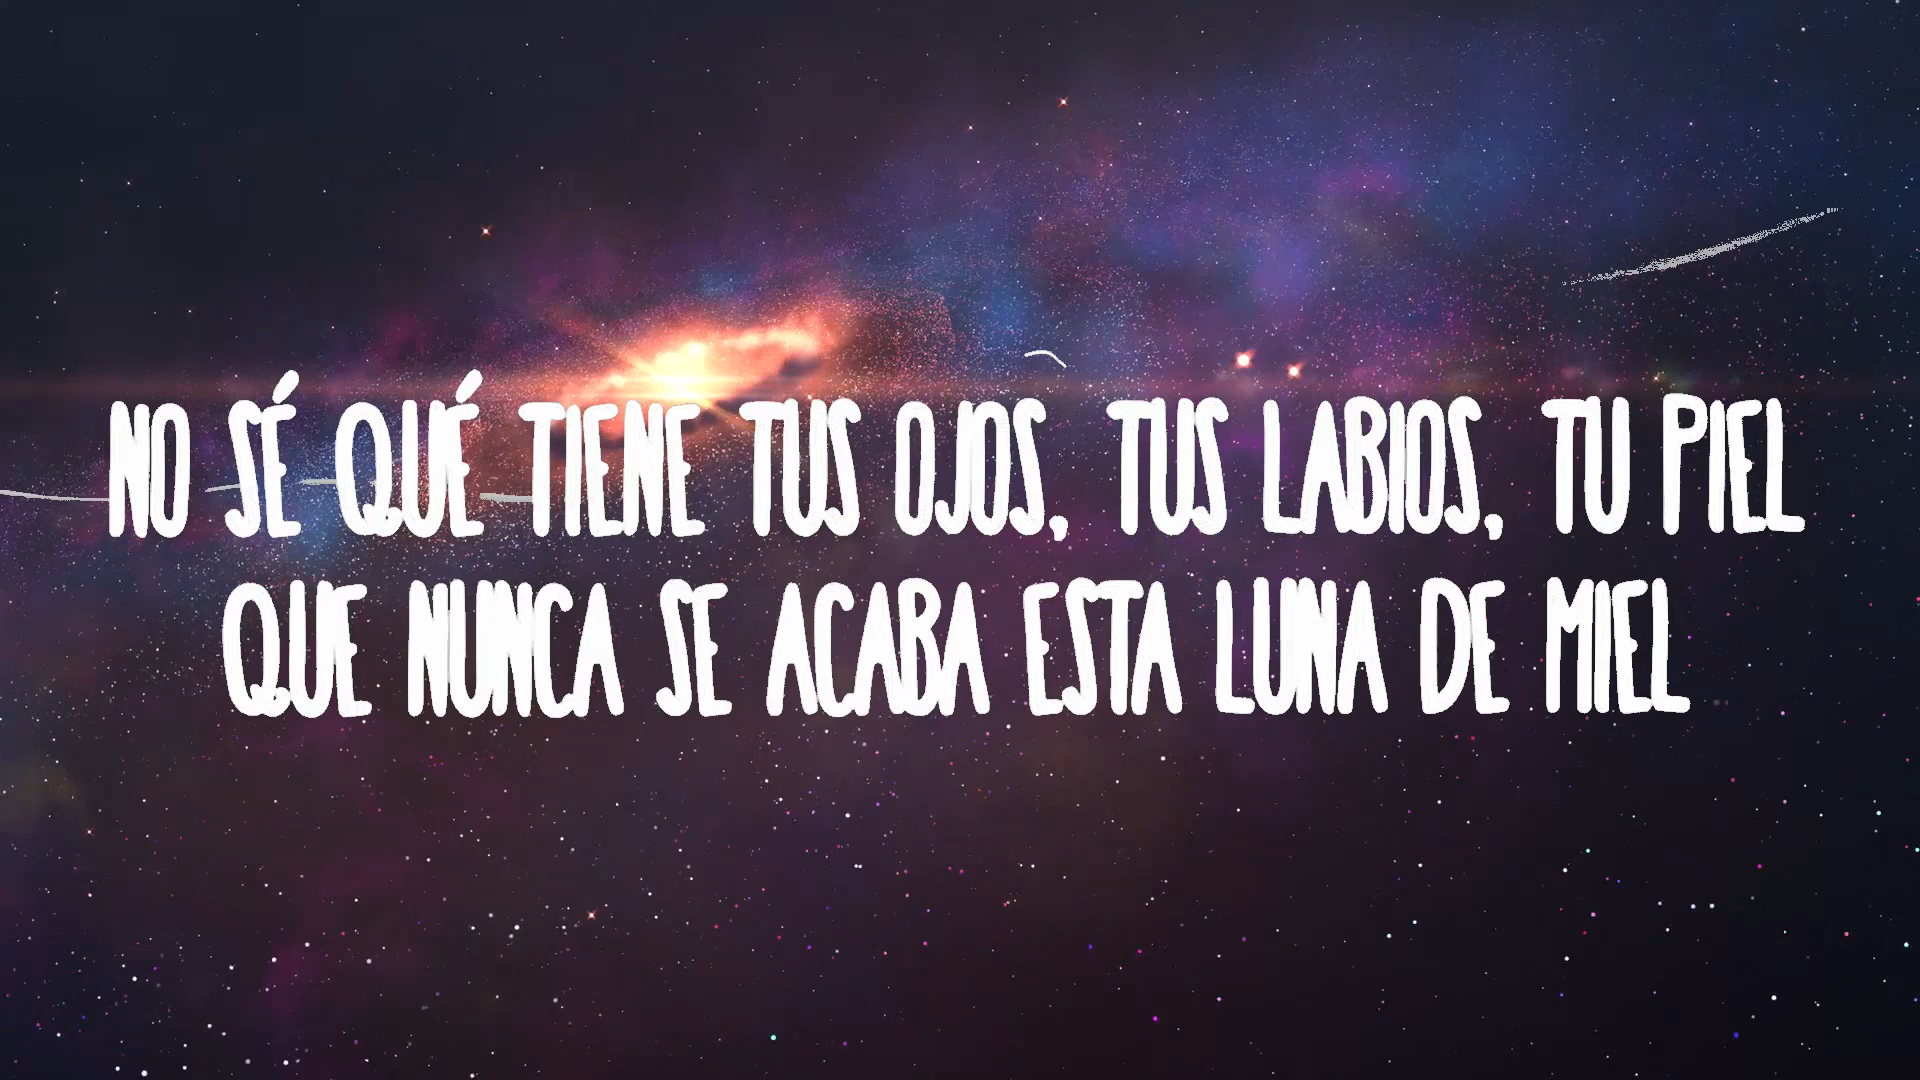 NO SÉ QUÉ TIENE TUS OJOS, TUS LABIOS, TU PIEL
QUE NUNCA SE ACABA ESTA LUNA DE MIEL